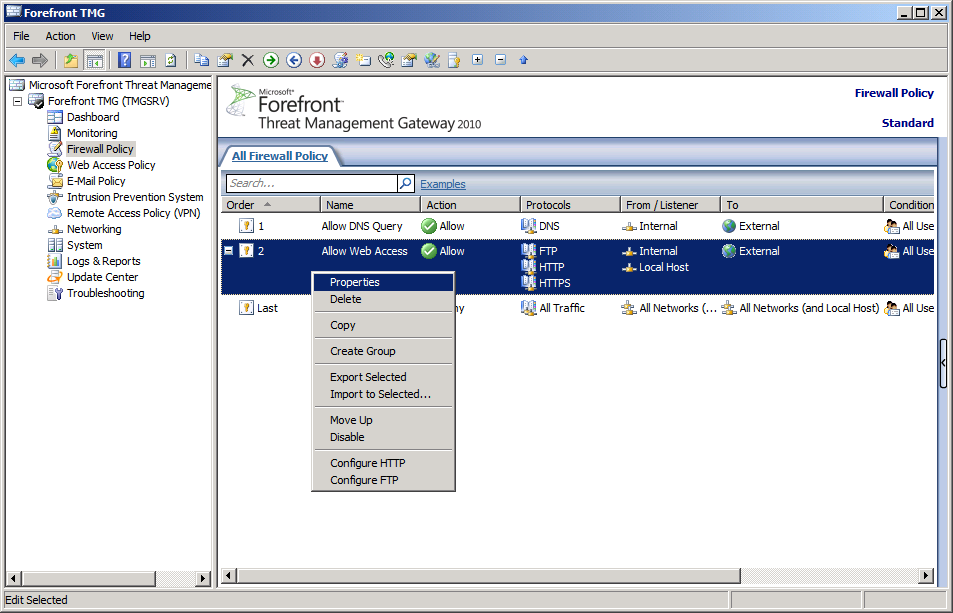 Forefront TMG
File Action View Help
Microsoft Forefront Threat Manageme
Forefront TMG (TMGSRV)
Dashboard
Monitoring
Firewall Policy
Web Access Policy
E-Mail Policy
Intrusion Prevention System
Remote Access Policy (VPN)
Networking
System
Logs & Reports
Update Center
Troubleshooting
Microsoft®
Forefront™
Threat Management Gateway 2010
Firewall Policy
Standard
All Firewall Policy
Search...
Examples
Order Name Action Protocols From / Listener To Condition
1 Allow DNS Query Allow DNS Internal External All Use
2 Allow Web Access Allow FTP Internal External All Use
HTTP Local Host
HTTPS
Last ny All Traffic All Networks (... All Networks (and Local Host) All Use
Properties
Delete
Copy
Create Group
Export Selected
Import to Selected...
Move Up
Disable
Configure HTTP
Configure FTP
Edit Selected